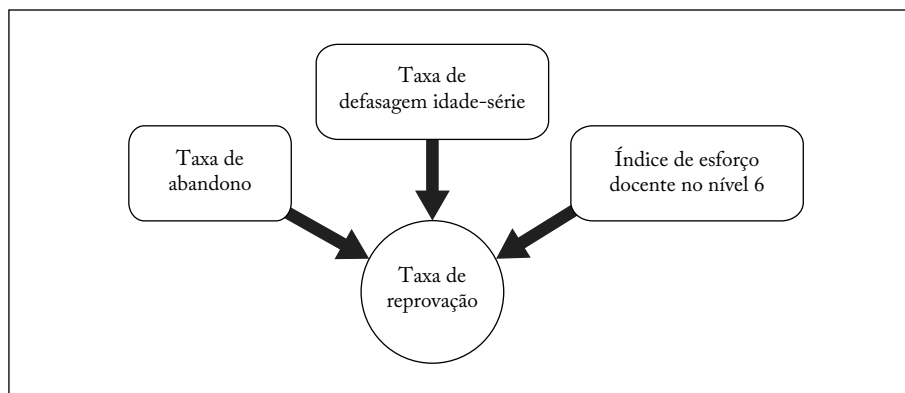 Taxa de
defasagem idade-série
Taxa de
abandono
Índice de esforço
docente no nível 6
Taxa de
reprovação